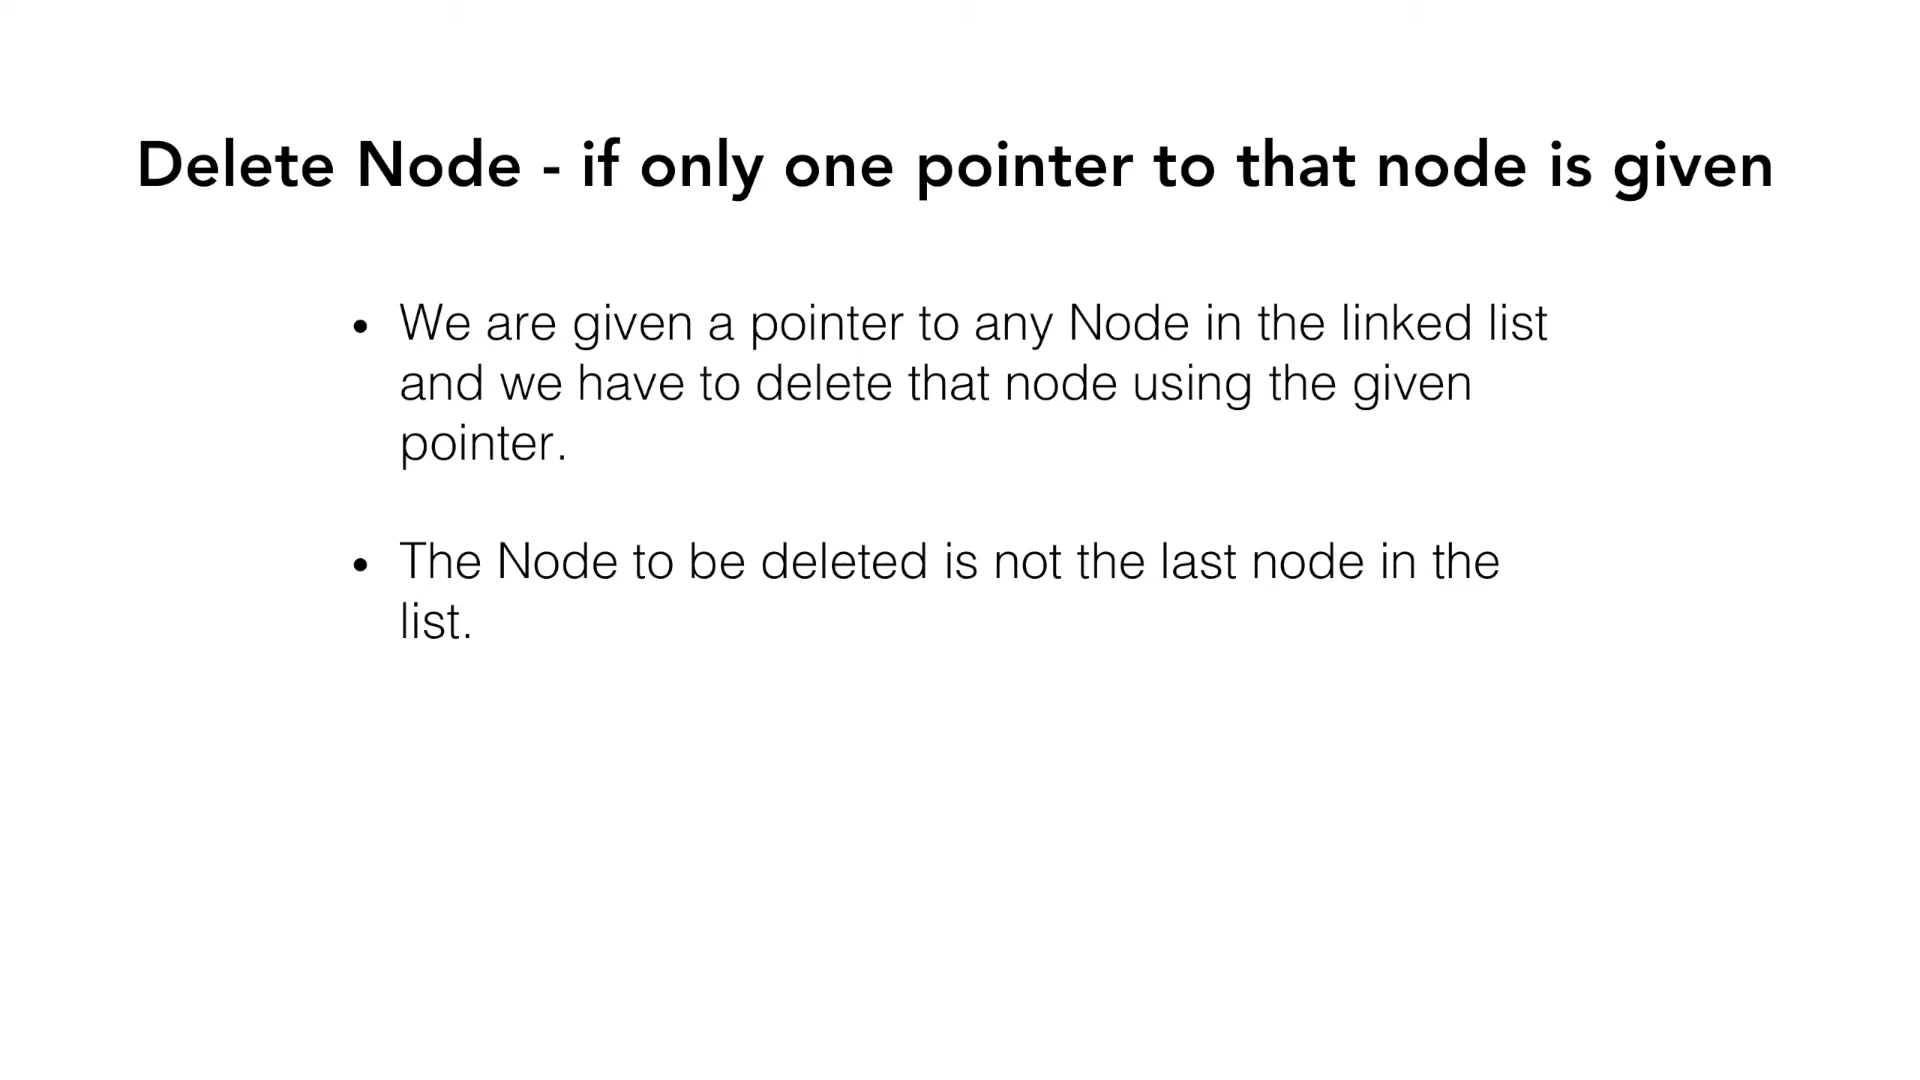 Delete Node - if only one pointer to that node is given
• We are given a pointer to any Node in the linked list
and we have to delete that node using the given
pointer.
• The Node to be deleted is not the last node in the
list.